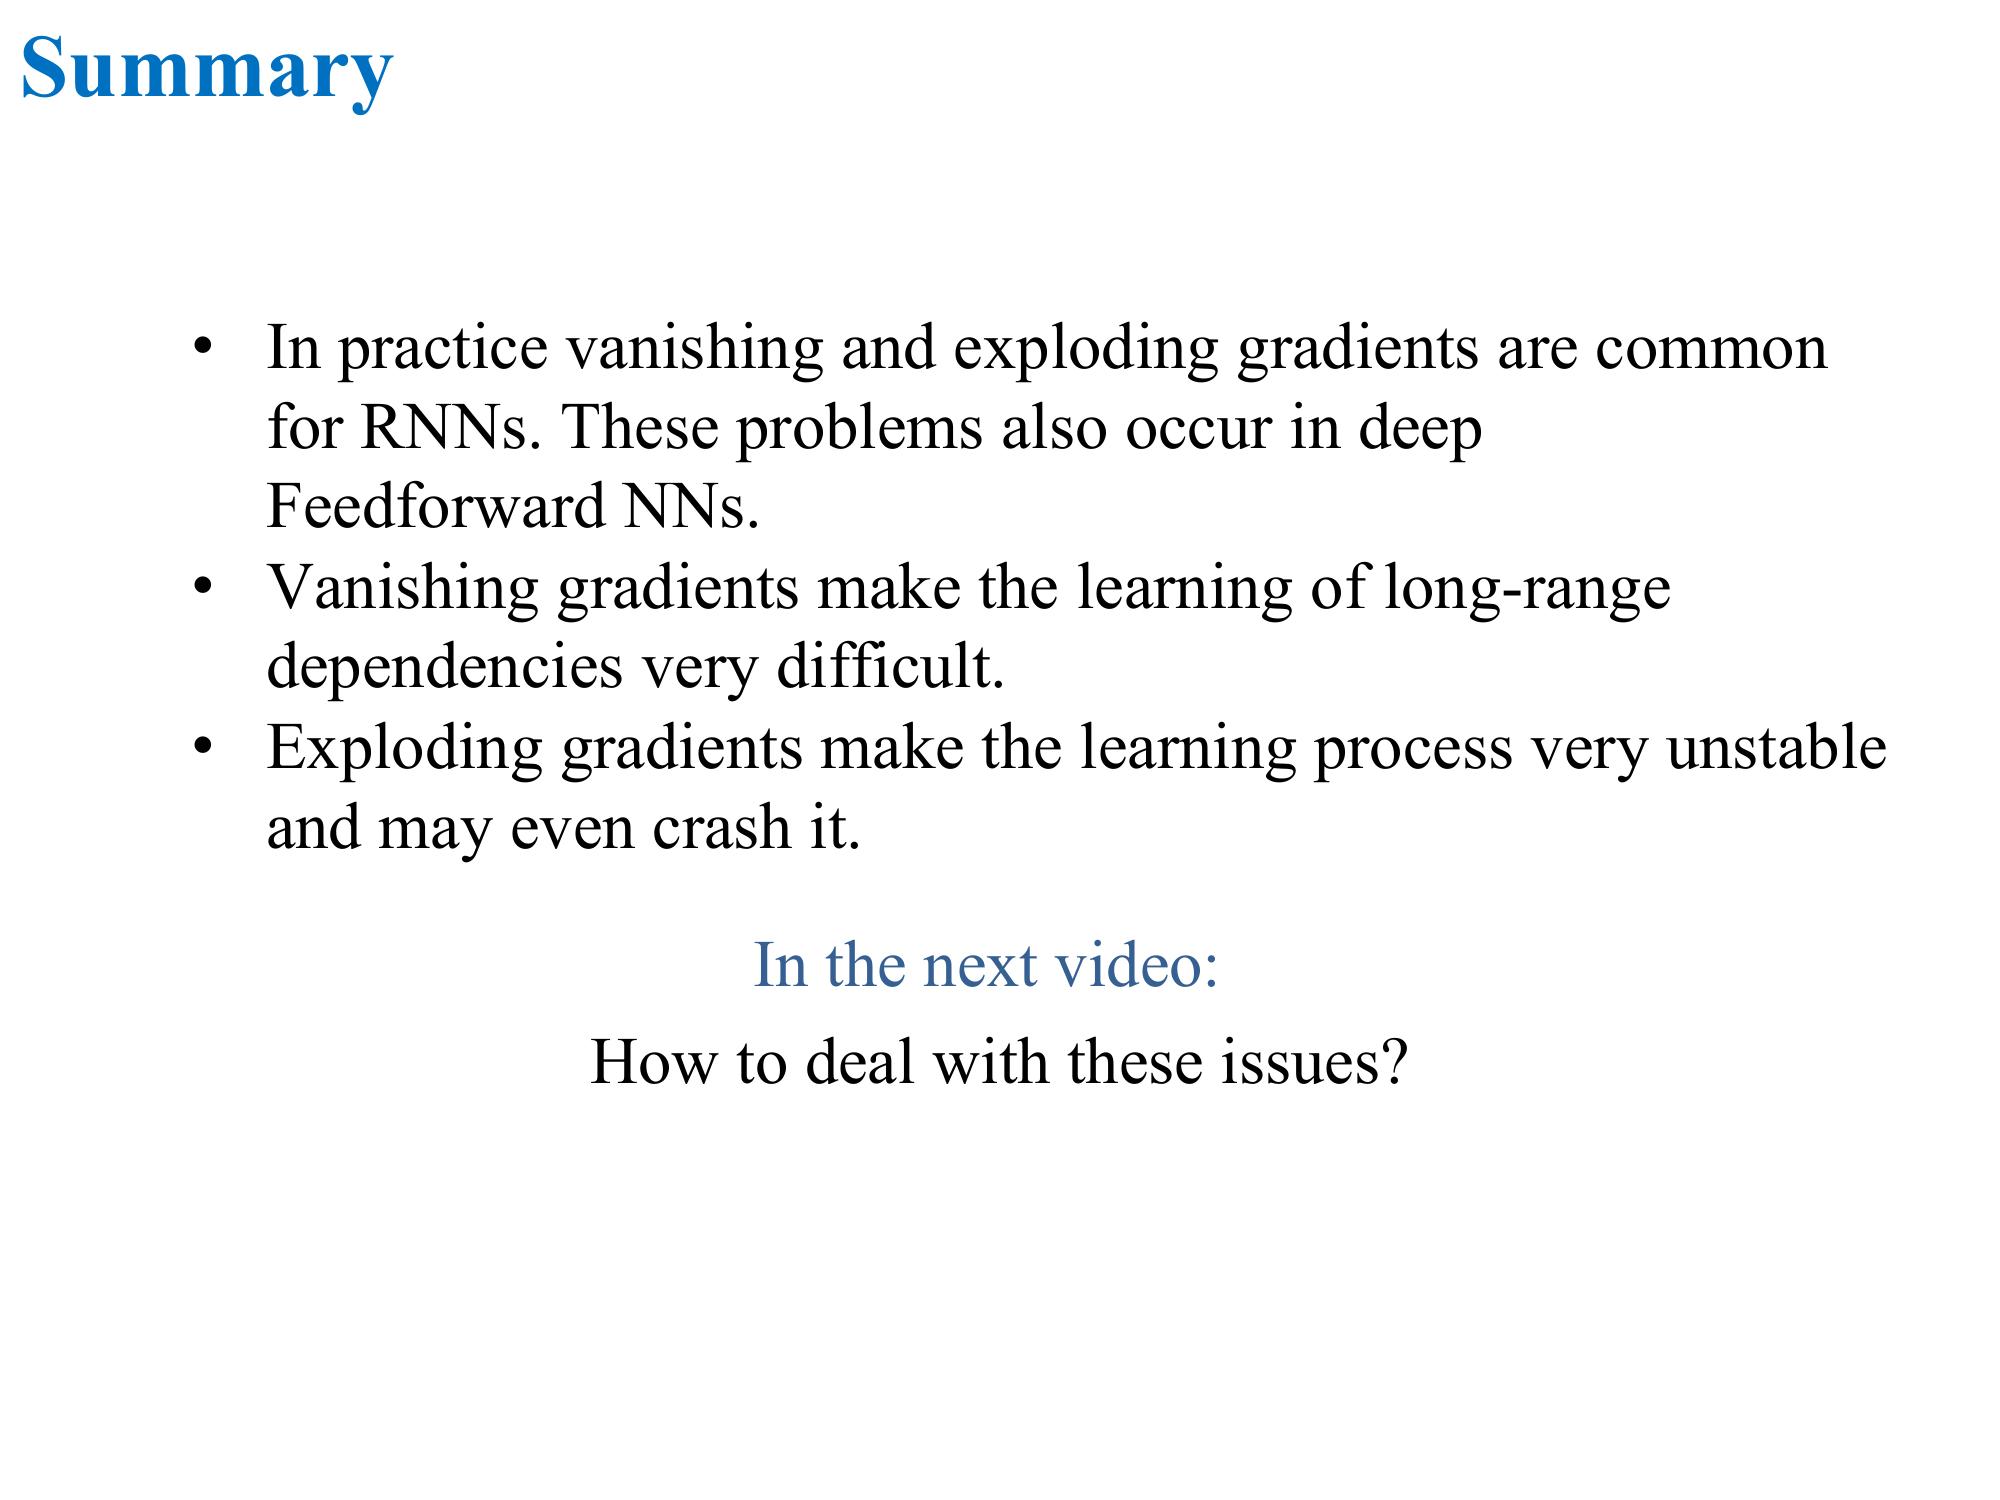 Summary
• In practice vanishing and exploding gradients are common
for RNNs. These problems also occur in deep
Feedforward NNs.
• Vanishing gradients make the learning of long-range
dependencies very difficult.
• Exploding gradients make the learning process very unstable
and may even crash it.
In the next video:
How to deal with these issues?